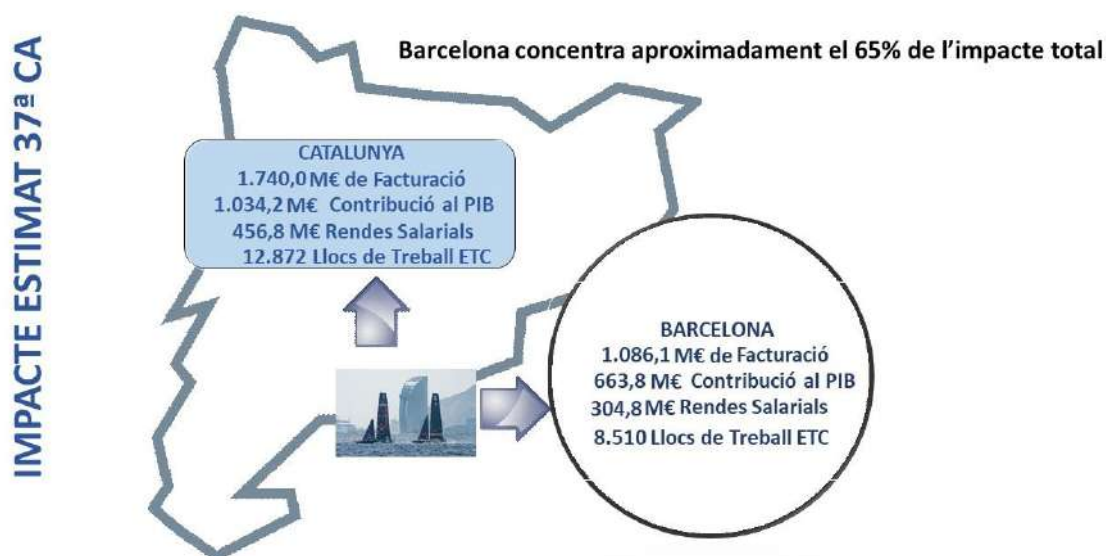 IMPACTE ESTIMAT 37ª CA
Barcelona concentra aproximadament el 65% de l’impacte total
CATALUNYA
1.740,0 M€ de Facturació
1.034,2 M€ Contribució al PIB
456,8 M€ Rendes Salarials
12.872 Llocs de Treball ETC
BARCELONA
1.086,1 M€ de Facturació
663,8 M€ Contribució al PIB
304,8 M€ Rendes Salarials
8.510 Llocs de Treball ETC